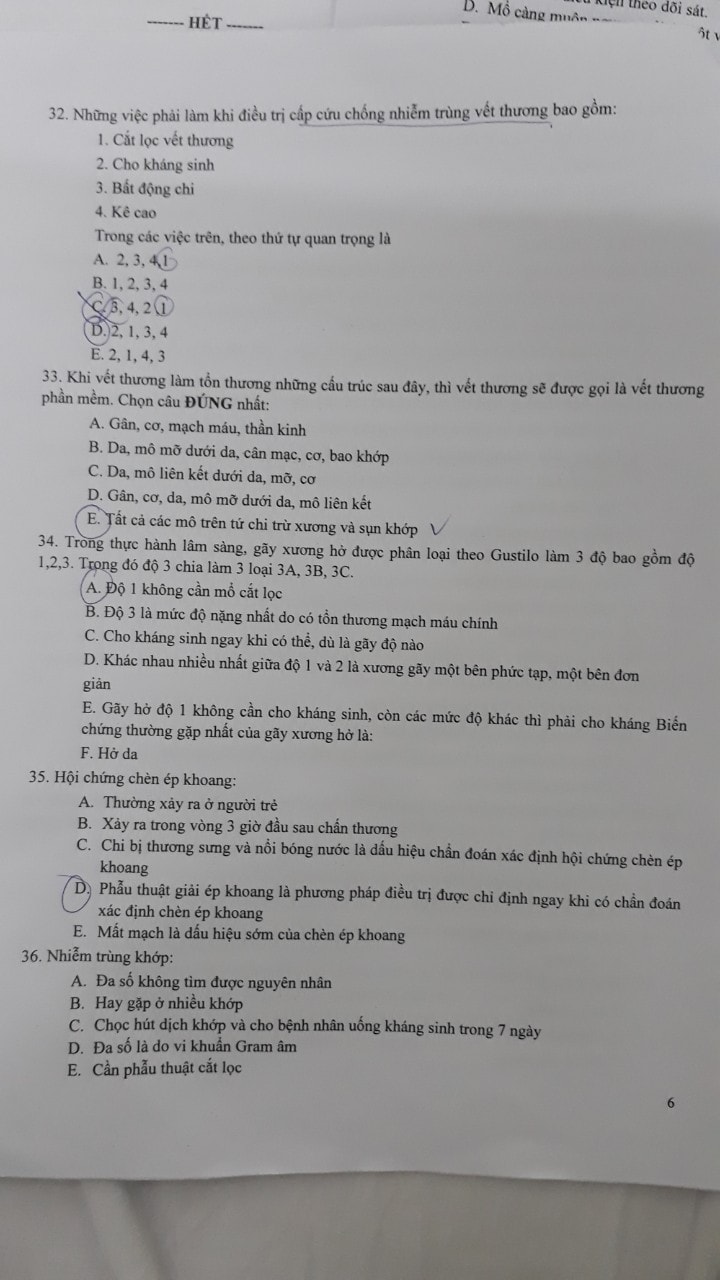 ------- HẾT -------
kiện theo dõi sát.
D. Mổ càng muộn
32. Những việc phải làm khi điều trị cấp cứu chống nhiễm trùng vết thương bao gồm:
1. Cắt lọc vết thương
2. Cho kháng sinh
3. Bất động chi
4. Kê cao
Trong các việc trên, theo thứ tự quan trọng là
A. 2, 3, 4, 1
B. 1, 2, 3, 4
C. 3, 4, 2, 1
D. 2, 1, 3, 4
E. 2, 1, 4, 3
33. Khi vết thương làm tổn thương những cấu trúc sau đây, thì vết thương sẽ được gọi là vết thương
phần mềm. Chọn câu ĐÚNG nhất:
A. Gân, cơ, mạch máu, thần kinh
B. Da, mô mỡ dưới da, cân mạc, cơ, bao khớp
C. Da, mô liên kết dưới da, mỡ, cơ
D. Gân, cơ, da, mô mỡ dưới da, mô liên kết
E. Tất cả các mô trên tứ chi trừ xương và sụn khớp
34. Trong thực hành lâm sàng, gãy xương hở được phân loại theo Gustilo làm 3 độ bao gồm độ
1,2,3. Trong đó độ 3 chia làm 3 loại 3A, 3B, 3C.
A. Độ 1 không cần mổ cắt lọc
B. Độ 3 là mức độ nặng nhất do có tổn thương mạch máu chính
C. Cho kháng sinh ngay khi có thể, dù là gãy độ nào
D. Khác nhau nhiều nhất giữa độ 1 và 2 là xương gãy một bên phức tạp, một bên đơn
giản
E. Gãy hở độ 1 không cần cho kháng sinh, còn các mức độ khác thì phải cho kháng Biến
chứng thường gặp nhất của gãy xương hở là:
F. Hở da
35. Hội chứng chèn ép khoang:
A. Thường xảy ra ở người trẻ
B. Xảy ra trong vòng 3 giờ đầu sau chấn thương
C. Chi bị thương sưng và nổi bóng nước là dấu hiệu chẩn đoán xác định hội chứng chèn ép
khoang
D. Phẫu thuật giải ép khoang là phương pháp điều trị được chỉ định ngay khi có chẩn đoán
xác định chèn ép khoang
E. Mất mạch là dấu hiệu sớm của chèn ép khoang
36. Nhiễm trùng khớp:
A. Đa số không tìm được nguyên nhân
B. Hay gặp ở nhiều khớp
C. Chọc hút dịch khớp và cho bệnh nhân uống kháng sinh trong 7 ngày
D. Đa số là do vi khuẩn Gram âm
E. Cần phẫu thuật cắt lọc
6